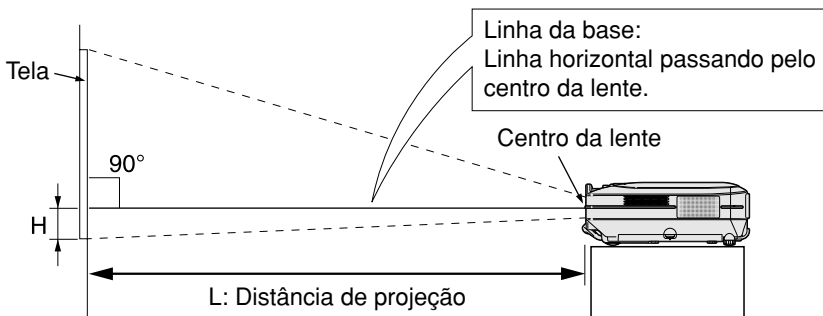 Linha da base:
Linha horizontal passando pelo
centro da lente.
Tela
Centro da lente
90°
H
L: Distância de projeção